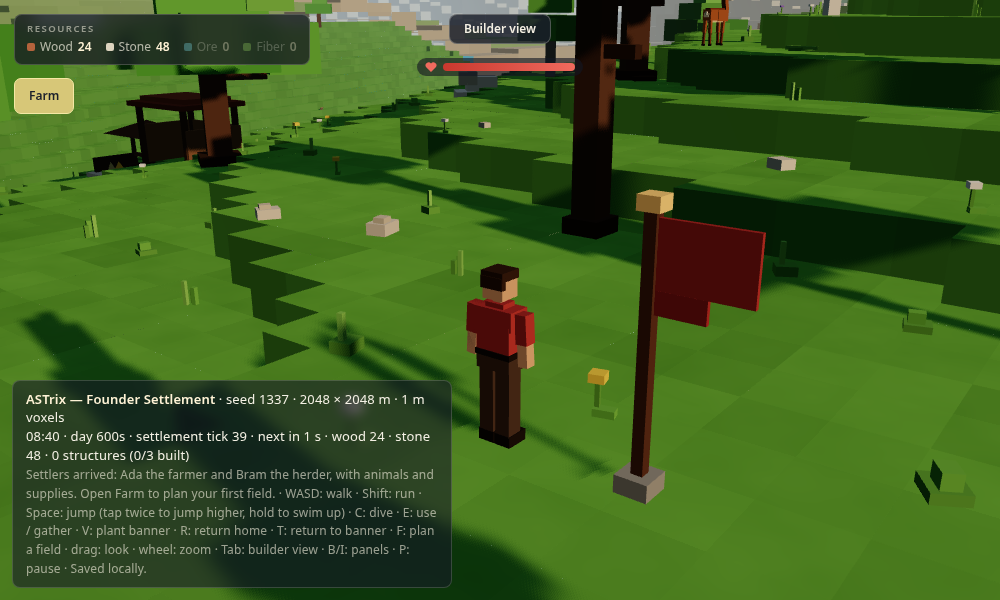 RESOURCES
Wood 24 Stone 48 Ore 0 Fiber 0
Builder view
Farm
ASTrix — Founder Settlement · seed 1337 · 2048 × 2048 m · 1 m
voxels
08:40 · day 600s · settlement tick 39 · next in 1 s · wood 24 · stone
48 · 0 structures (0/3 built)
Settlers arrived: Ada the farmer and Bram the herder, with animals and
supplies. Open Farm to plan your first field. · WASD: walk · Shift: run ·
Space: jump (tap twice to jump higher, hold to swim up) · C: dive · E: use
/ gather · V: plant banner · R: return home · T: return to banner · F: plan
a field · drag: look · wheel: zoom · Tab: builder view · B/I: panels · P:
pause · Saved locally.